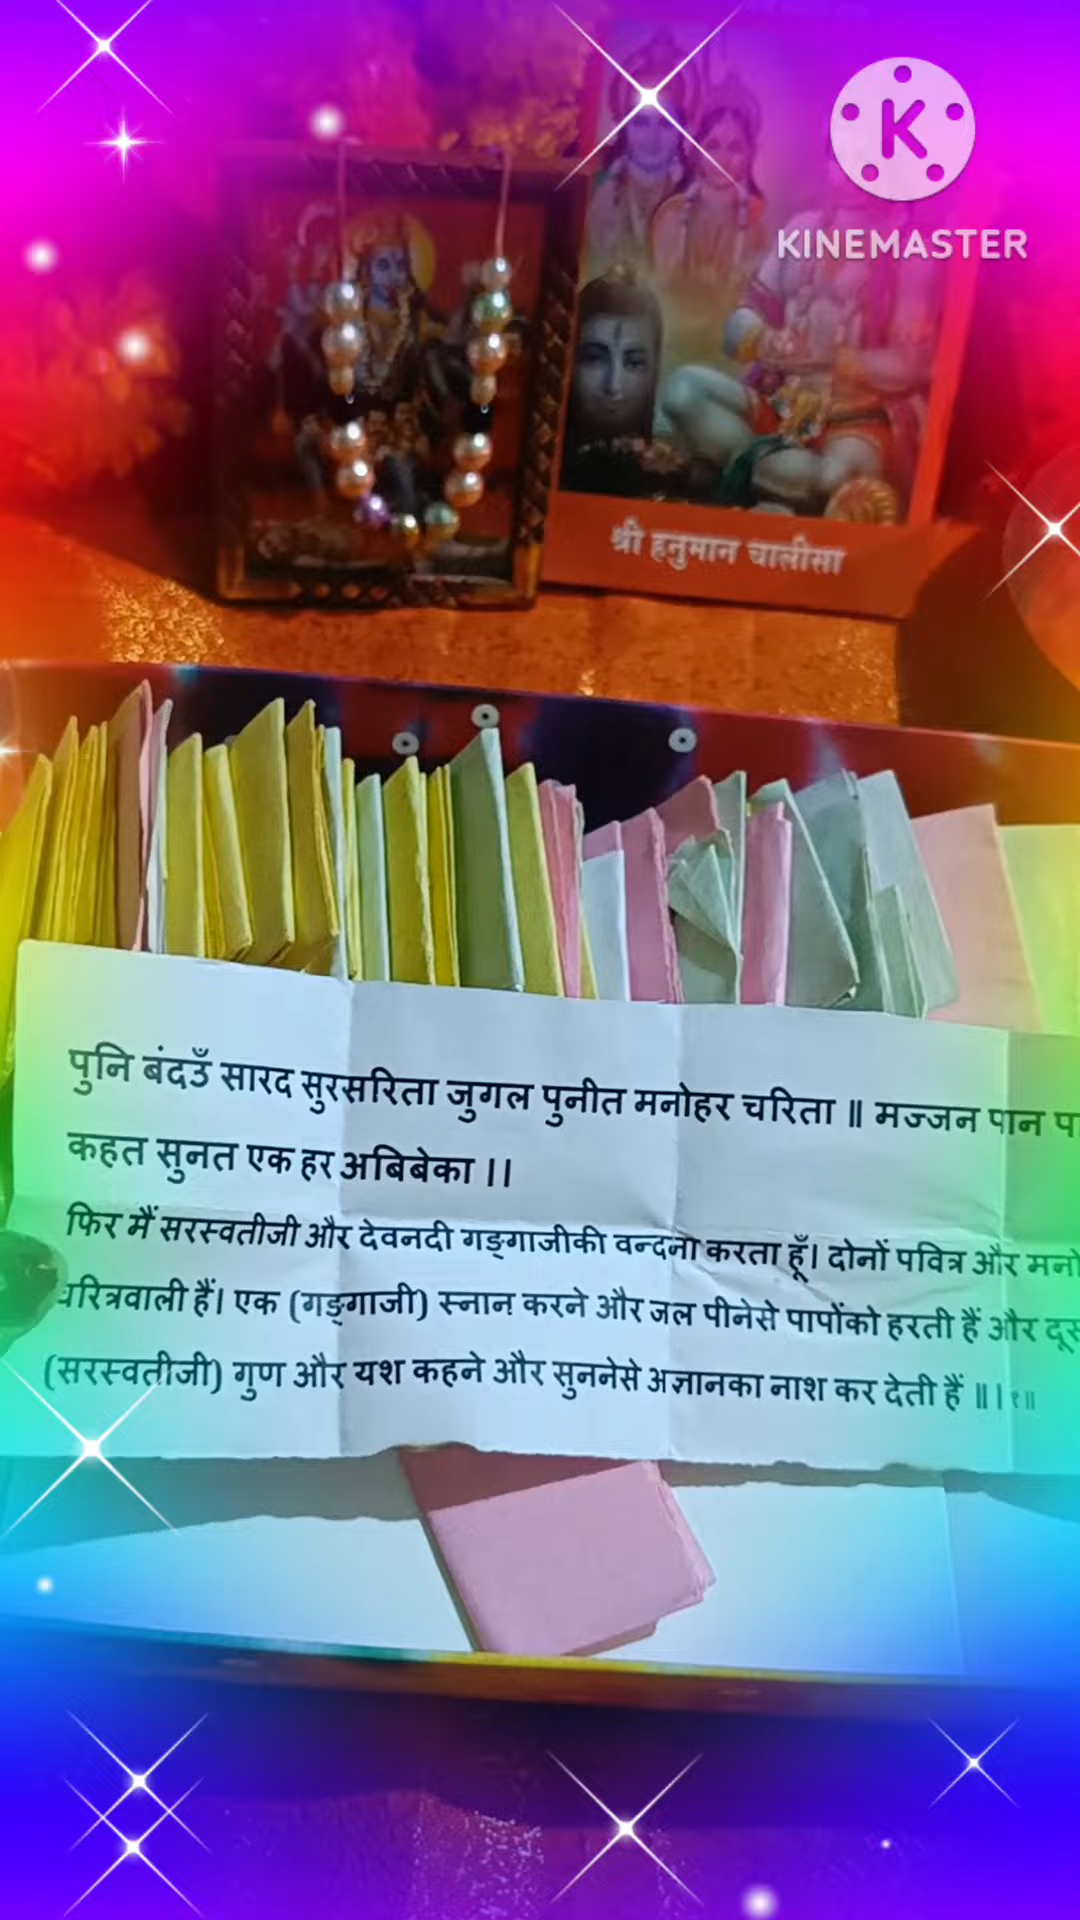 KINEMASTER
श्री हनुमान चालीसा
पुनि बंदउँ सारद सुरसरिता जुगल पुनीत मनोहर चरिता ॥ मज्जन पान
कहत सुनत एक हर अबिबेका ।।
फिर मैं सरस्वतीजी और देवनदी गङ्गाजीकी वन्दना करता हूँ। दोनों पवित्र और
चरित्रवाली हैं। एक (गङ्गाजी) स्नान करने और जल पीनेसे पापोंको हरती हैं और
(सरस्वतीजी) गुण और यश कहने और सुननेसे अज्ञानका नाश कर देती हैं ॥। १॥